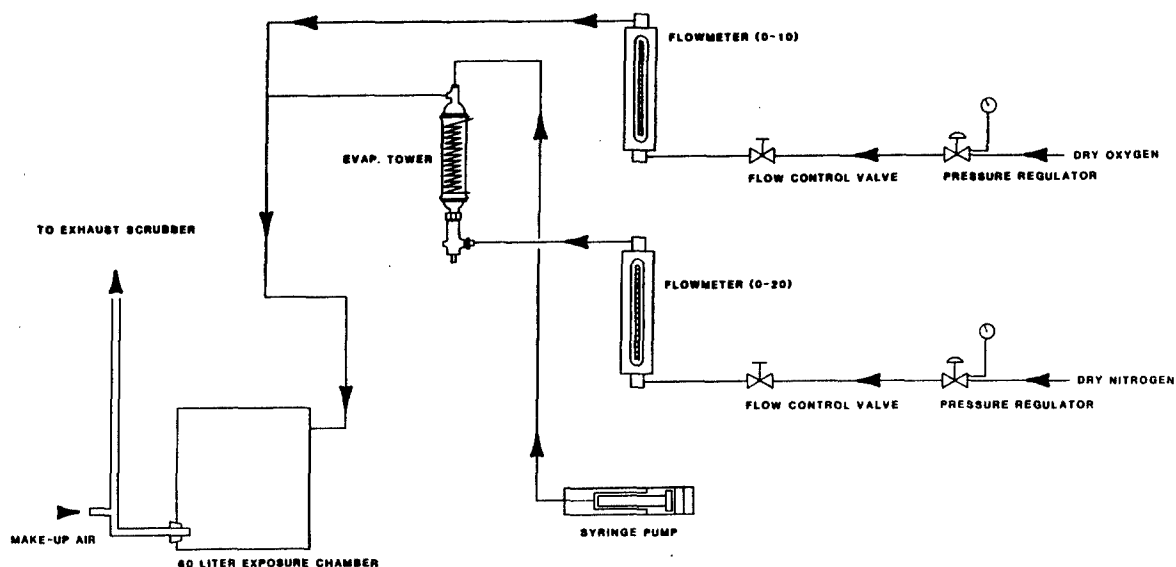 FLOWMETER (0-10)
EVAP. TOWER
DRY OXYGEN
FLOW CONTROL VALVE
PRESSURE REGULATOR
TO EXHAUST SCRUBBER
FLOWMETER (0-20)
DRY NITROGEN
FLOW CONTROL VALVE
PRESSURE REGULATOR
SYRINGE PUMP
MAKE-UP AIR
60 LITER EXPOSURE CHAMBER